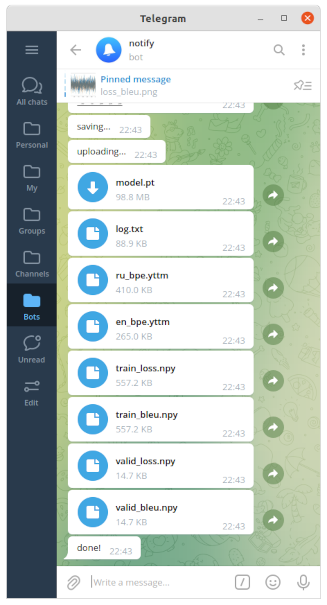 Telegram
notify
bot
Pinned message
loss_bleu.png
All chats
Personal
My
Groups
Channels
Bots
Unread
Edit
22:43
saving... 22:43
uploading... 22:43
model.pt
98.8 MB 22:43
log.txt
88.9 KB 22:43
ru_bpe.yttm
410.0 KB 22:43
en_bpe.yttm
265.0 KB 22:43
train_loss.npy
557.2 KB 22:43
train_bleu.npy
557.2 KB 22:43
valid_loss.npy
14.7 KB 22:43
valid_bleu.npy
14.7 KB 22:43
done! 22:43
Write a message...